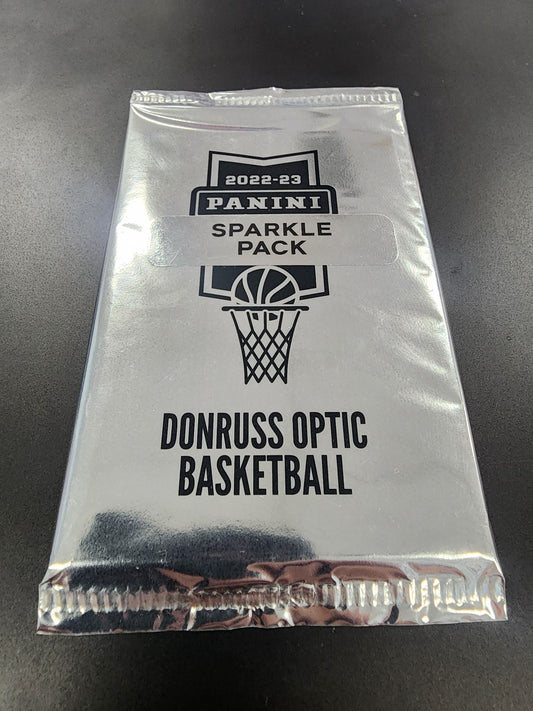 2022-23
PANINI
SPARKLE
PACK
DONRUSS OPTIC
BASKETBALL